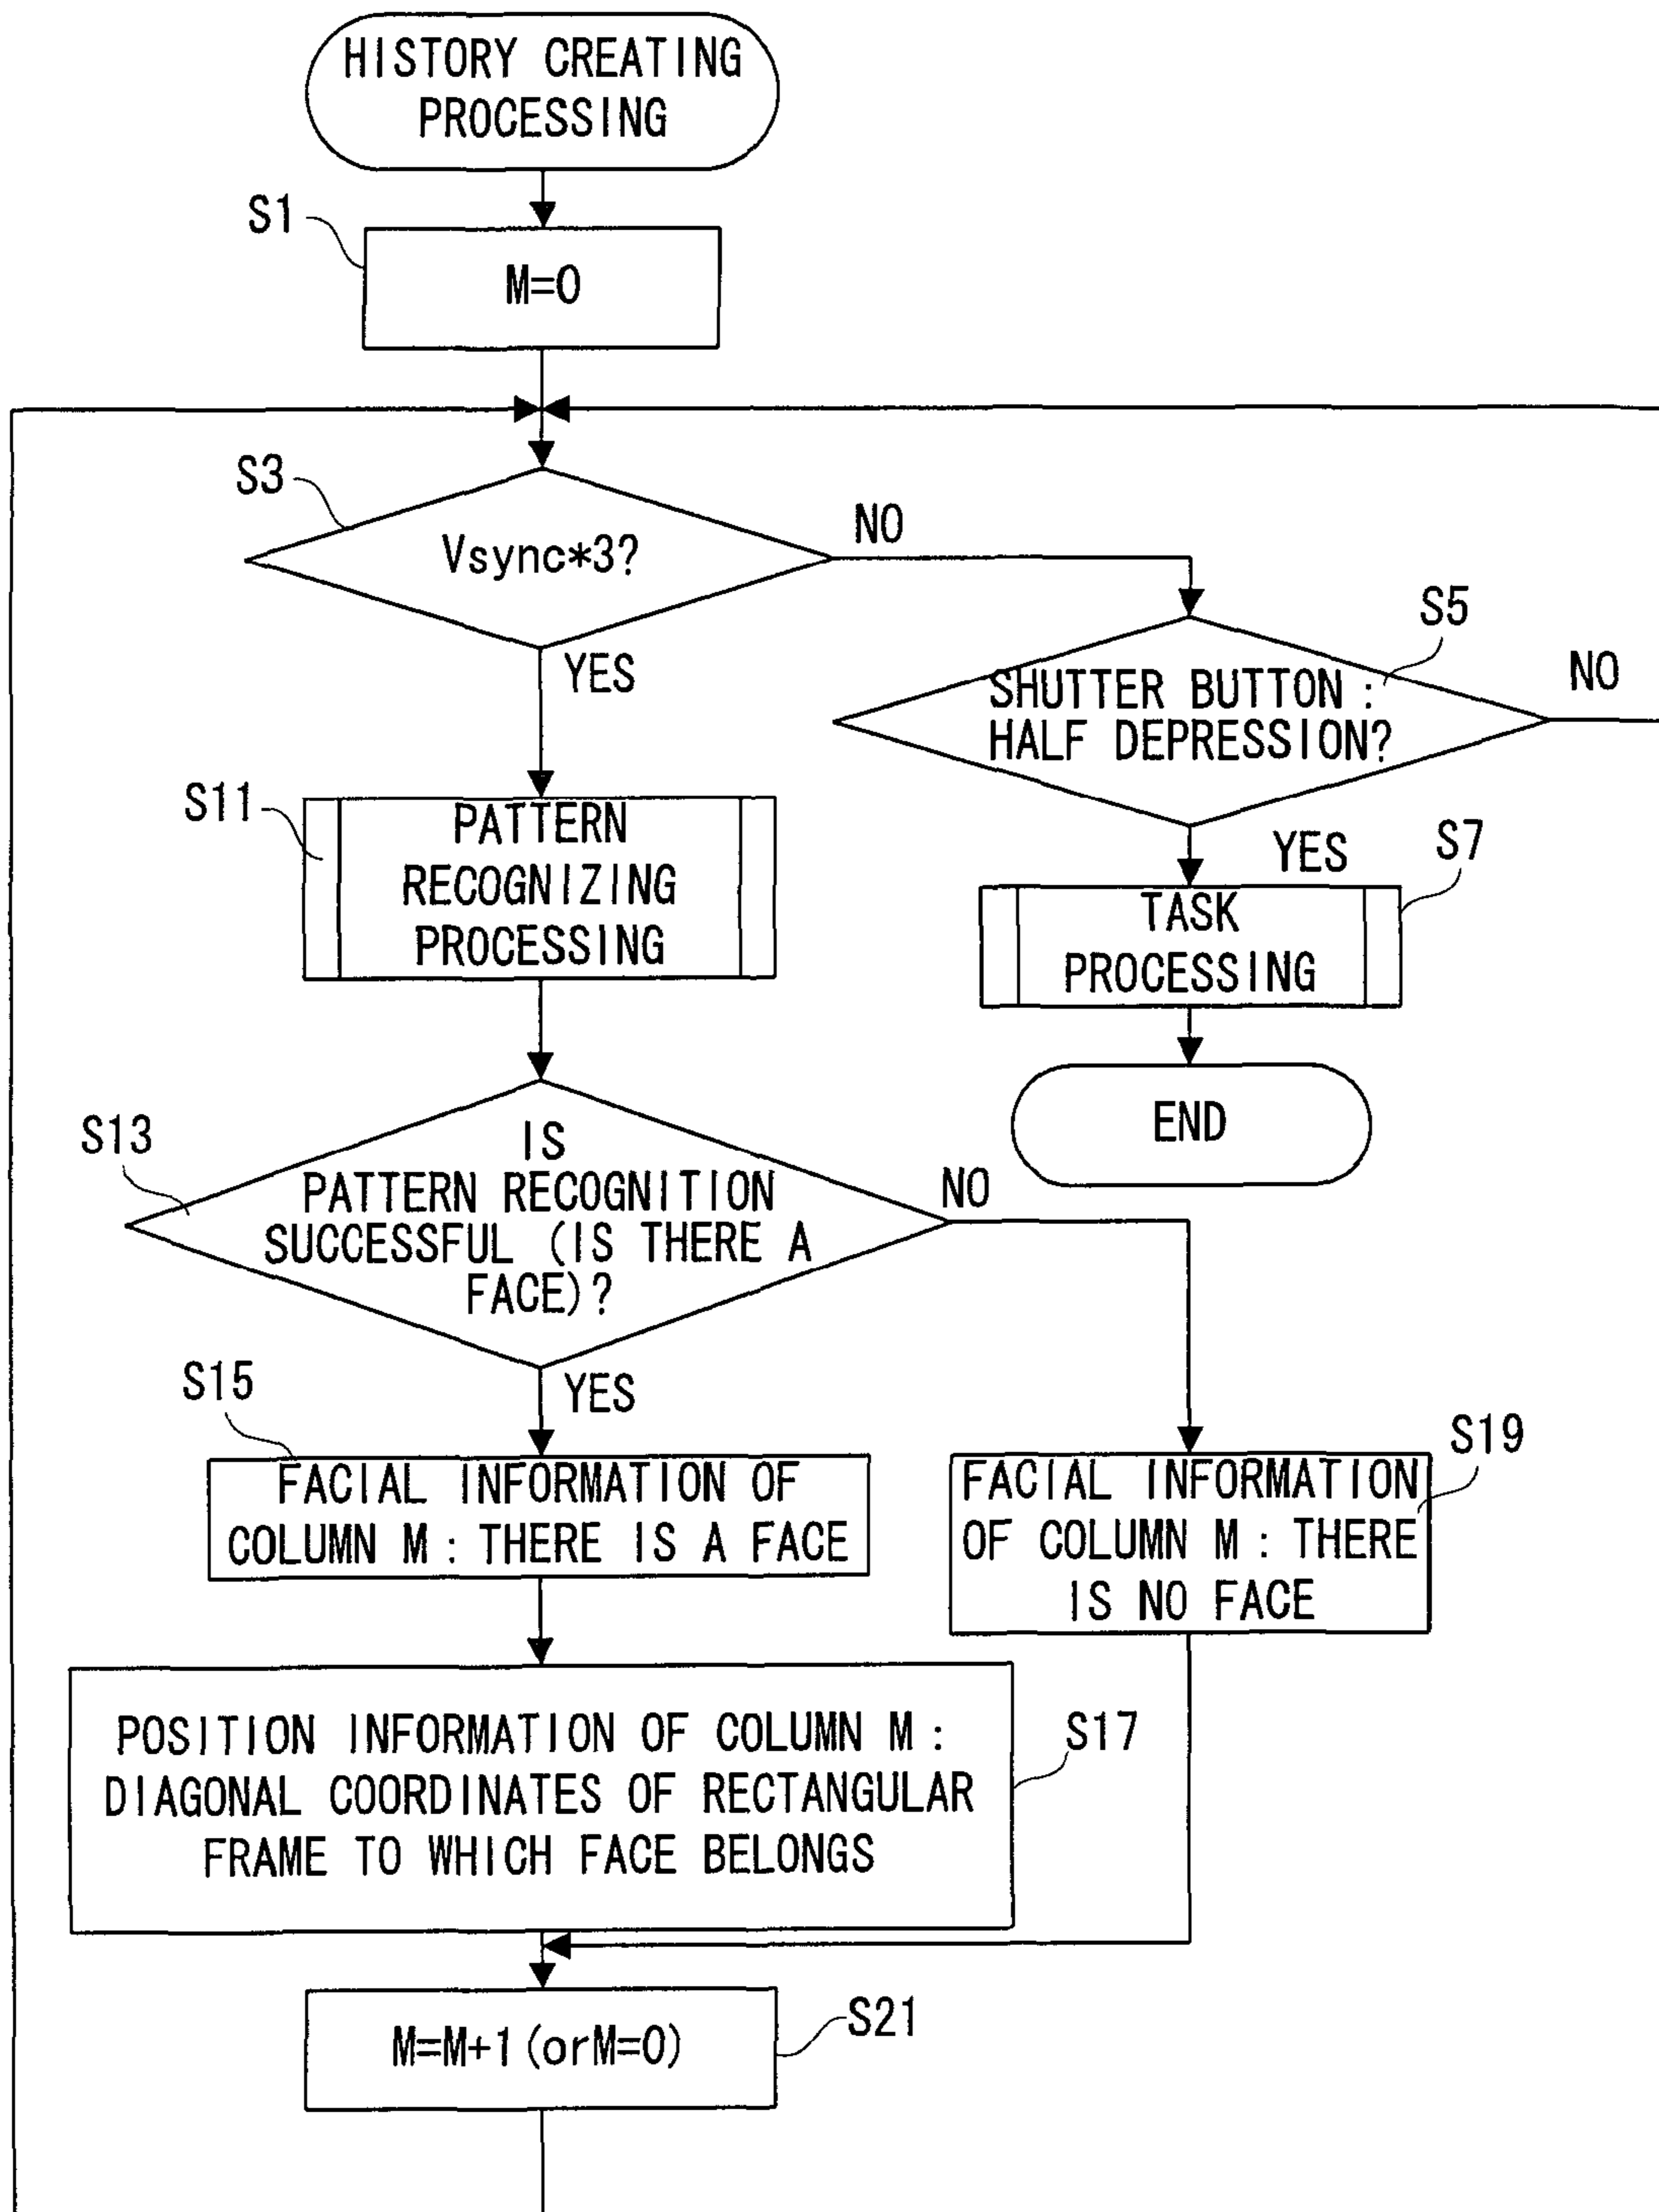 HISTORY CREATING
PROCESSING
S1
M=0
S3
Vsync*3?
NO
YES
S5
SHUTTER BUTTON:
HALF DEPRESSION?
NO
YES
S7
TASK
PROCESSING
END
S11
PATTERN
RECOGNIZING
PROCESSING
S13
IS
PATTERN RECOGNITION
SUCCESSFUL (IS THERE A
FACE)?
NO
YES
S15
FACIAL INFORMATION OF
COLUMN M: THERE IS A FACE
S19
FACIAL INFORMATION
OF COLUMN M: THERE
IS NO FACE
S17
POSITION INFORMATION OF COLUMN M:
DIAGONAL COORDINATES OF RECTANGULAR
FRAME TO WHICH FACE BELONGS
S21
M=M+1(orM=0)